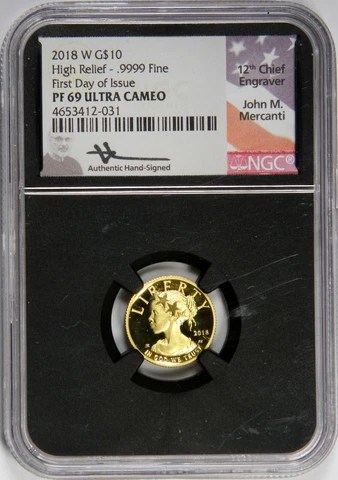 2018 W G$10
High Relief - .9999 Fine
First Day of Issue
PF 69 ULTRA CAMEO
4653412-031
Authentic Hand-Signed
12th Chief
Engraver
John M.
Mercanti
NGC®
LIBERTY
2018
W
IN GOD WE TRUST